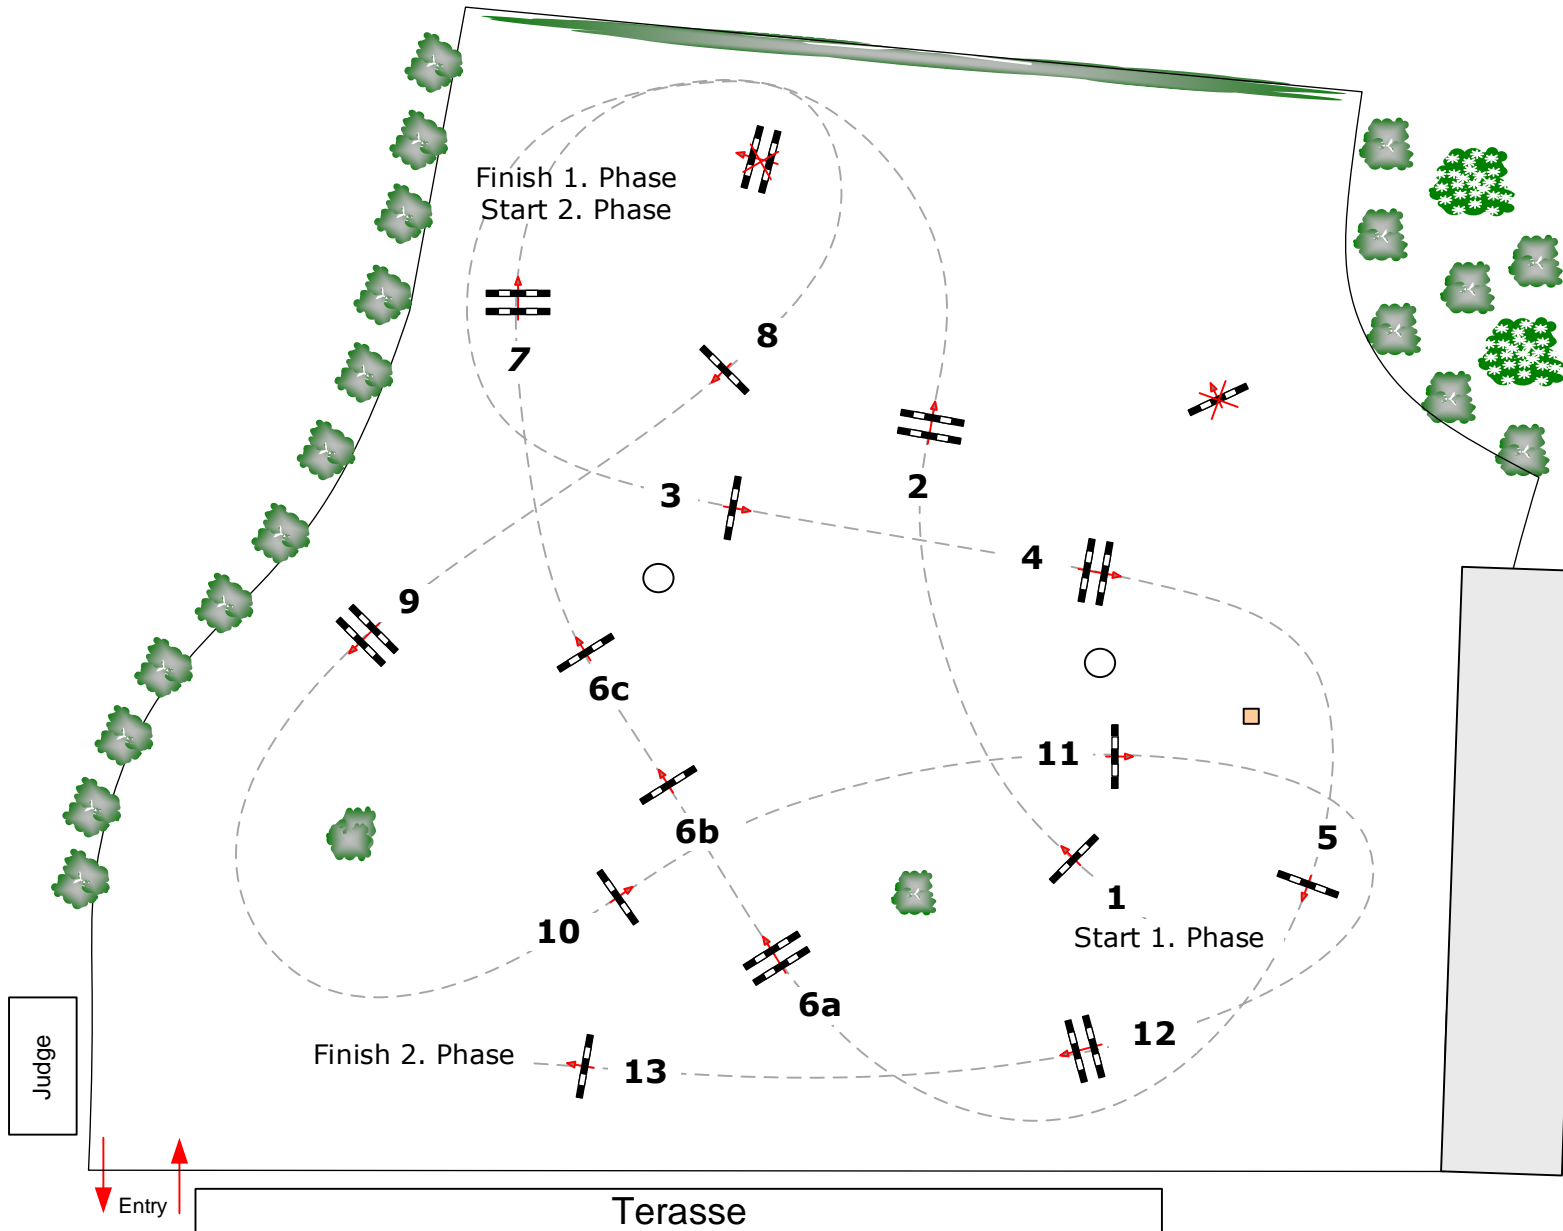 Finish 1. Phase
Start 2. Phase
8
7
2
3
4
9
6c
11
6b
5
1
10
Start 1. Phase
6a
12
Finish 2. Phase
13
Judge
Entry
Terasse